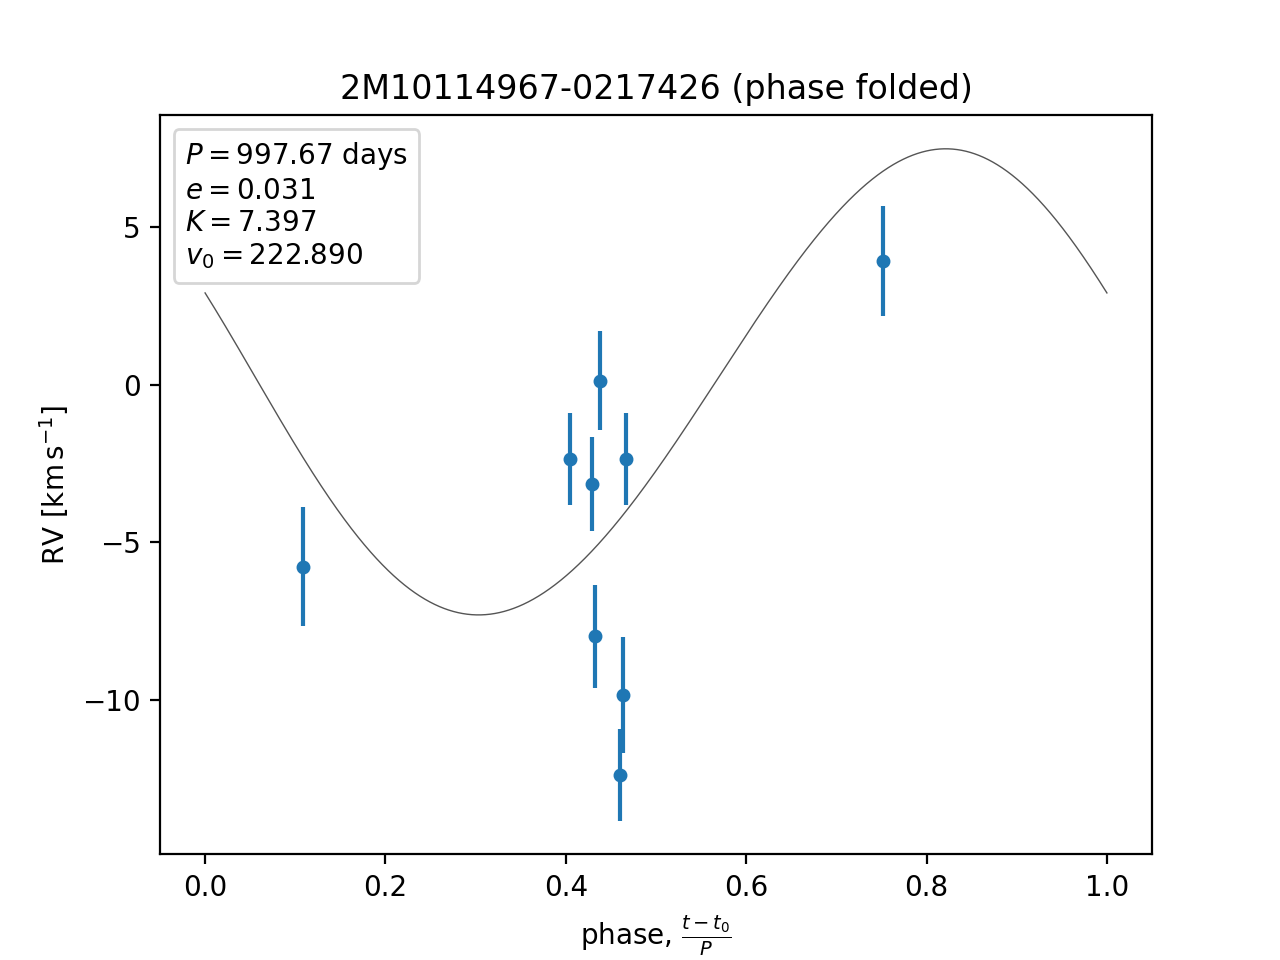 2M10114967-0217426 (phase folded)
P = 997.67 days
e = 0.031
K = 7.397
v₀ = 222.890
5
0
−5
−10
RV [km s⁻¹]
0.0 0.2 0.4 0.6 0.8 1.0
phase, (t − t₀)/P